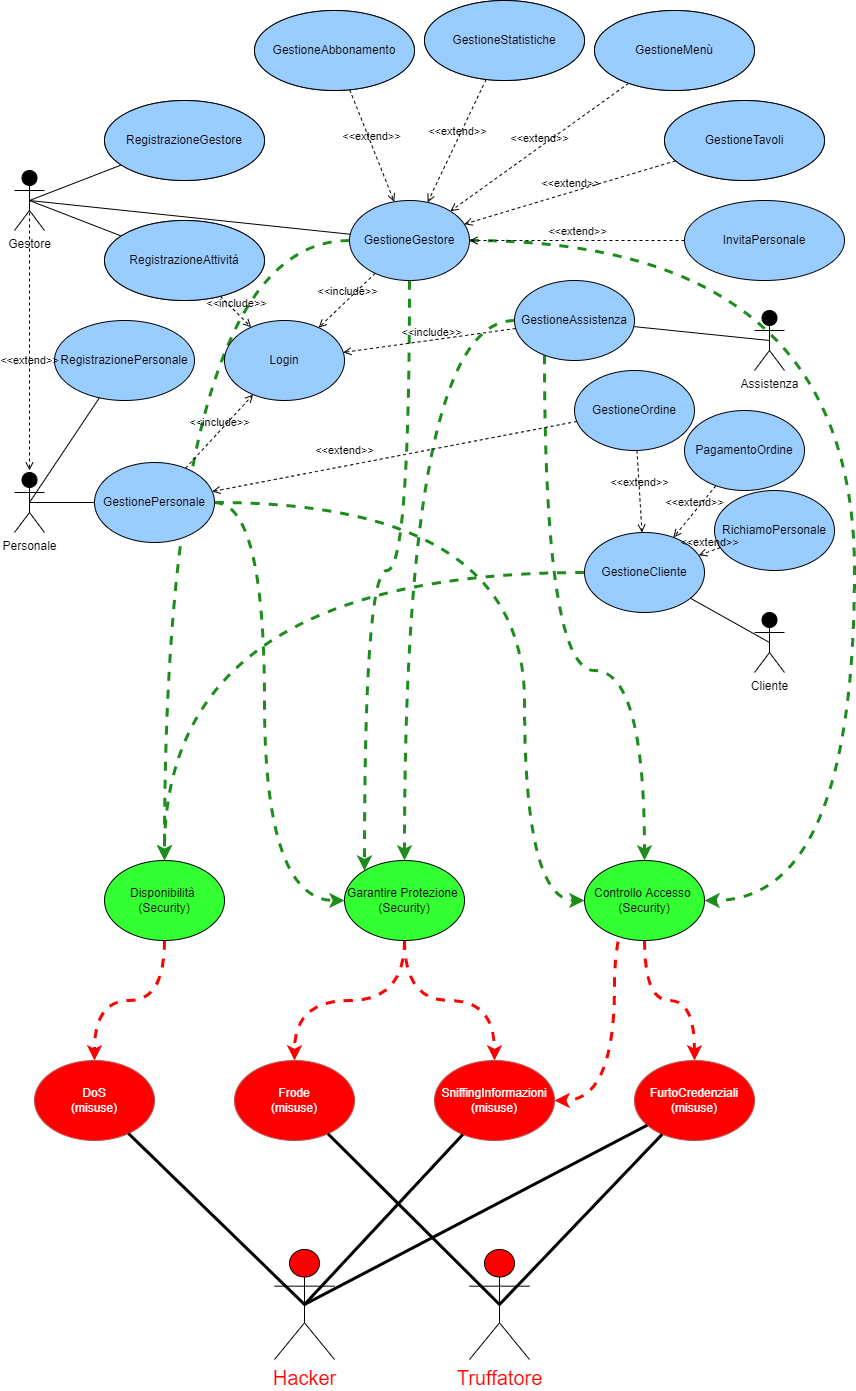 GestioneAbbonamento
GestioneStatistiche
GestioneMenù
<<extend>>
<<extend>>
<<extend>>
RegistrazioneGestore
GestioneTavoli
<<extend>>
Gestore
GestioneGestore
<<extend>>
InvitaPersonale
RegistrazioneAttività
<<include>>
<<include>>
GestioneAssistenza
<<include>>
Assistenza
<<extend>>
RegistrazionePersonale
Login
GestioneOrdine
<<include>>
<<extend>>
PagamentoOrdine
<<extend>>
GestionePersonale
<<extend>>
RichiamoPersonale
<<extend>>
Personale
GestioneCliente
Cliente
Disponibilità
(Security)
Garantire Protezione
(Security)
Controllo Accesso
(Security)
DoS
(misuse)
Frode
(misuse)
SniffingInformazioni
(misuse)
FurtoCredenziali
(misuse)
Hacker
Truffatore